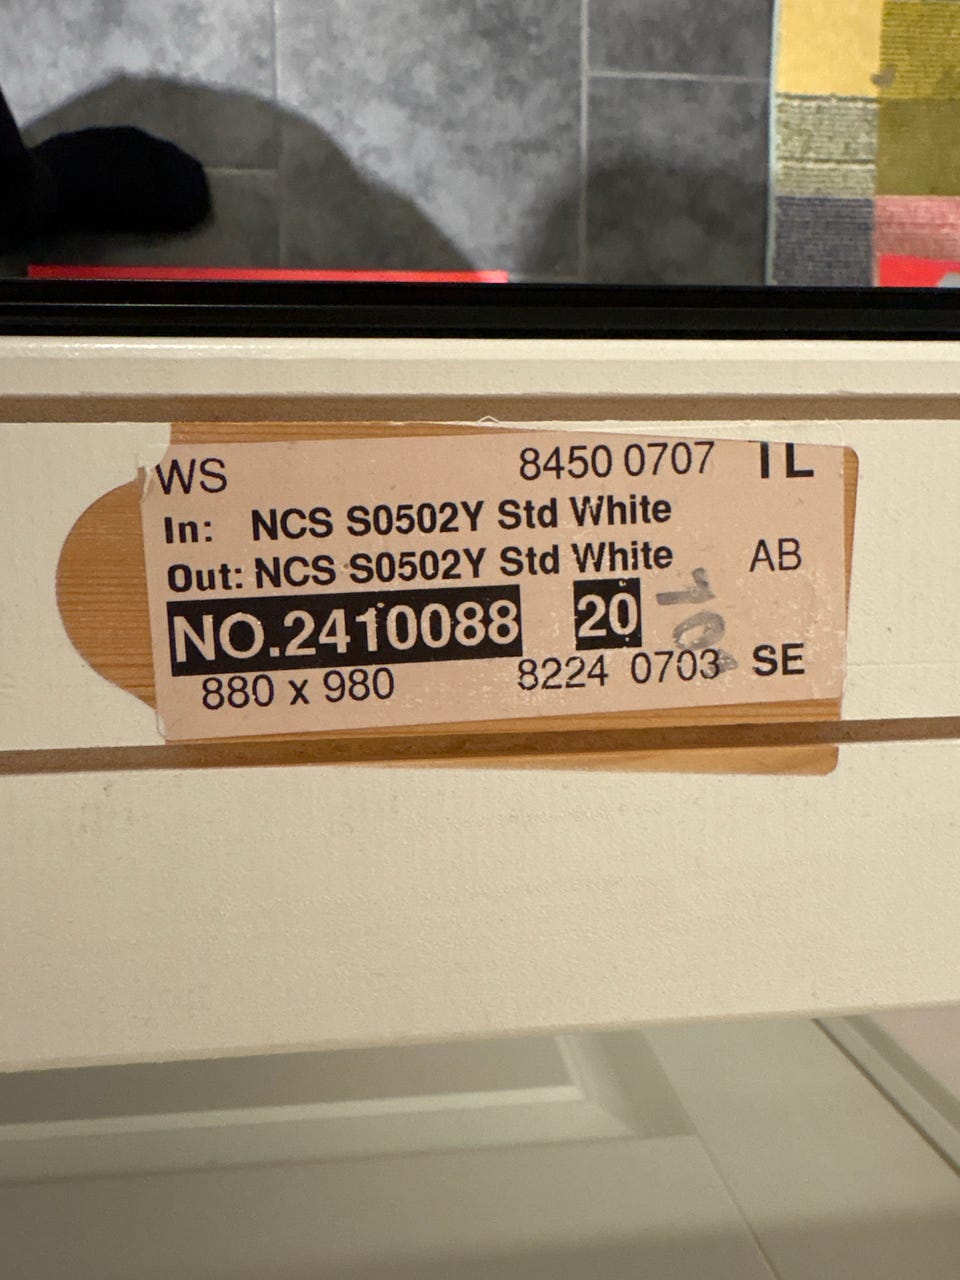 WS 8450 0707 TL
In: NCS S0502Y Std White
Out: NCS S0502Y Std White AB
NO.2410088 20
880 x 980 8224 0703 SE